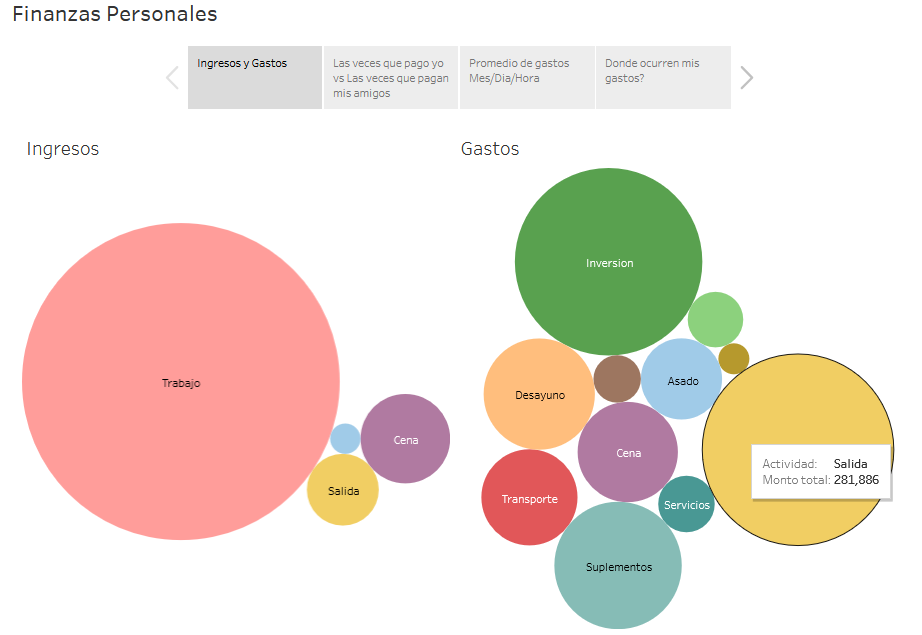 Finanzas Personales
Ingresos y Gastos
Las veces que pago yo
vs Las veces que pagan
mis amigos
Promedio de gastos
Mes/Dia/Hora
Donde ocurren mis
gastos?
Ingresos
Trabajo
Cena
Salida
Gastos
Inversion
Asado
Desayuno
Cena
Actividad: Salida
Monto total: 281,886
Transporte
Servicios
Suplementos